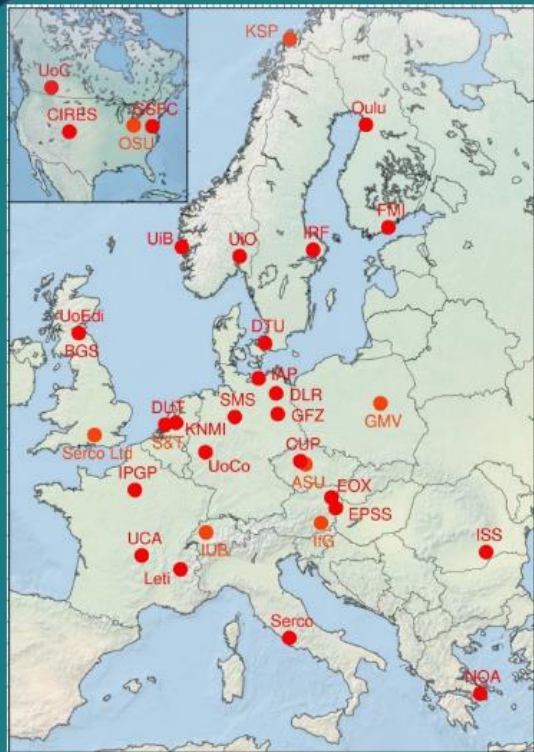 KSP
UoC
CIRES
GSFC
OSU
Oulu
FMI
UiB
UiO
IRF
UoEdi
BGS
DTU
IAP
DLR
SMS
GFZ
GMV
DUT
KNMI
S&T
Serco Ltd
UoCo
CUP
ASU
IPGP
EOX
EPSS
IUB
IfG
UCA
Leti
ISS
Serco
NOA